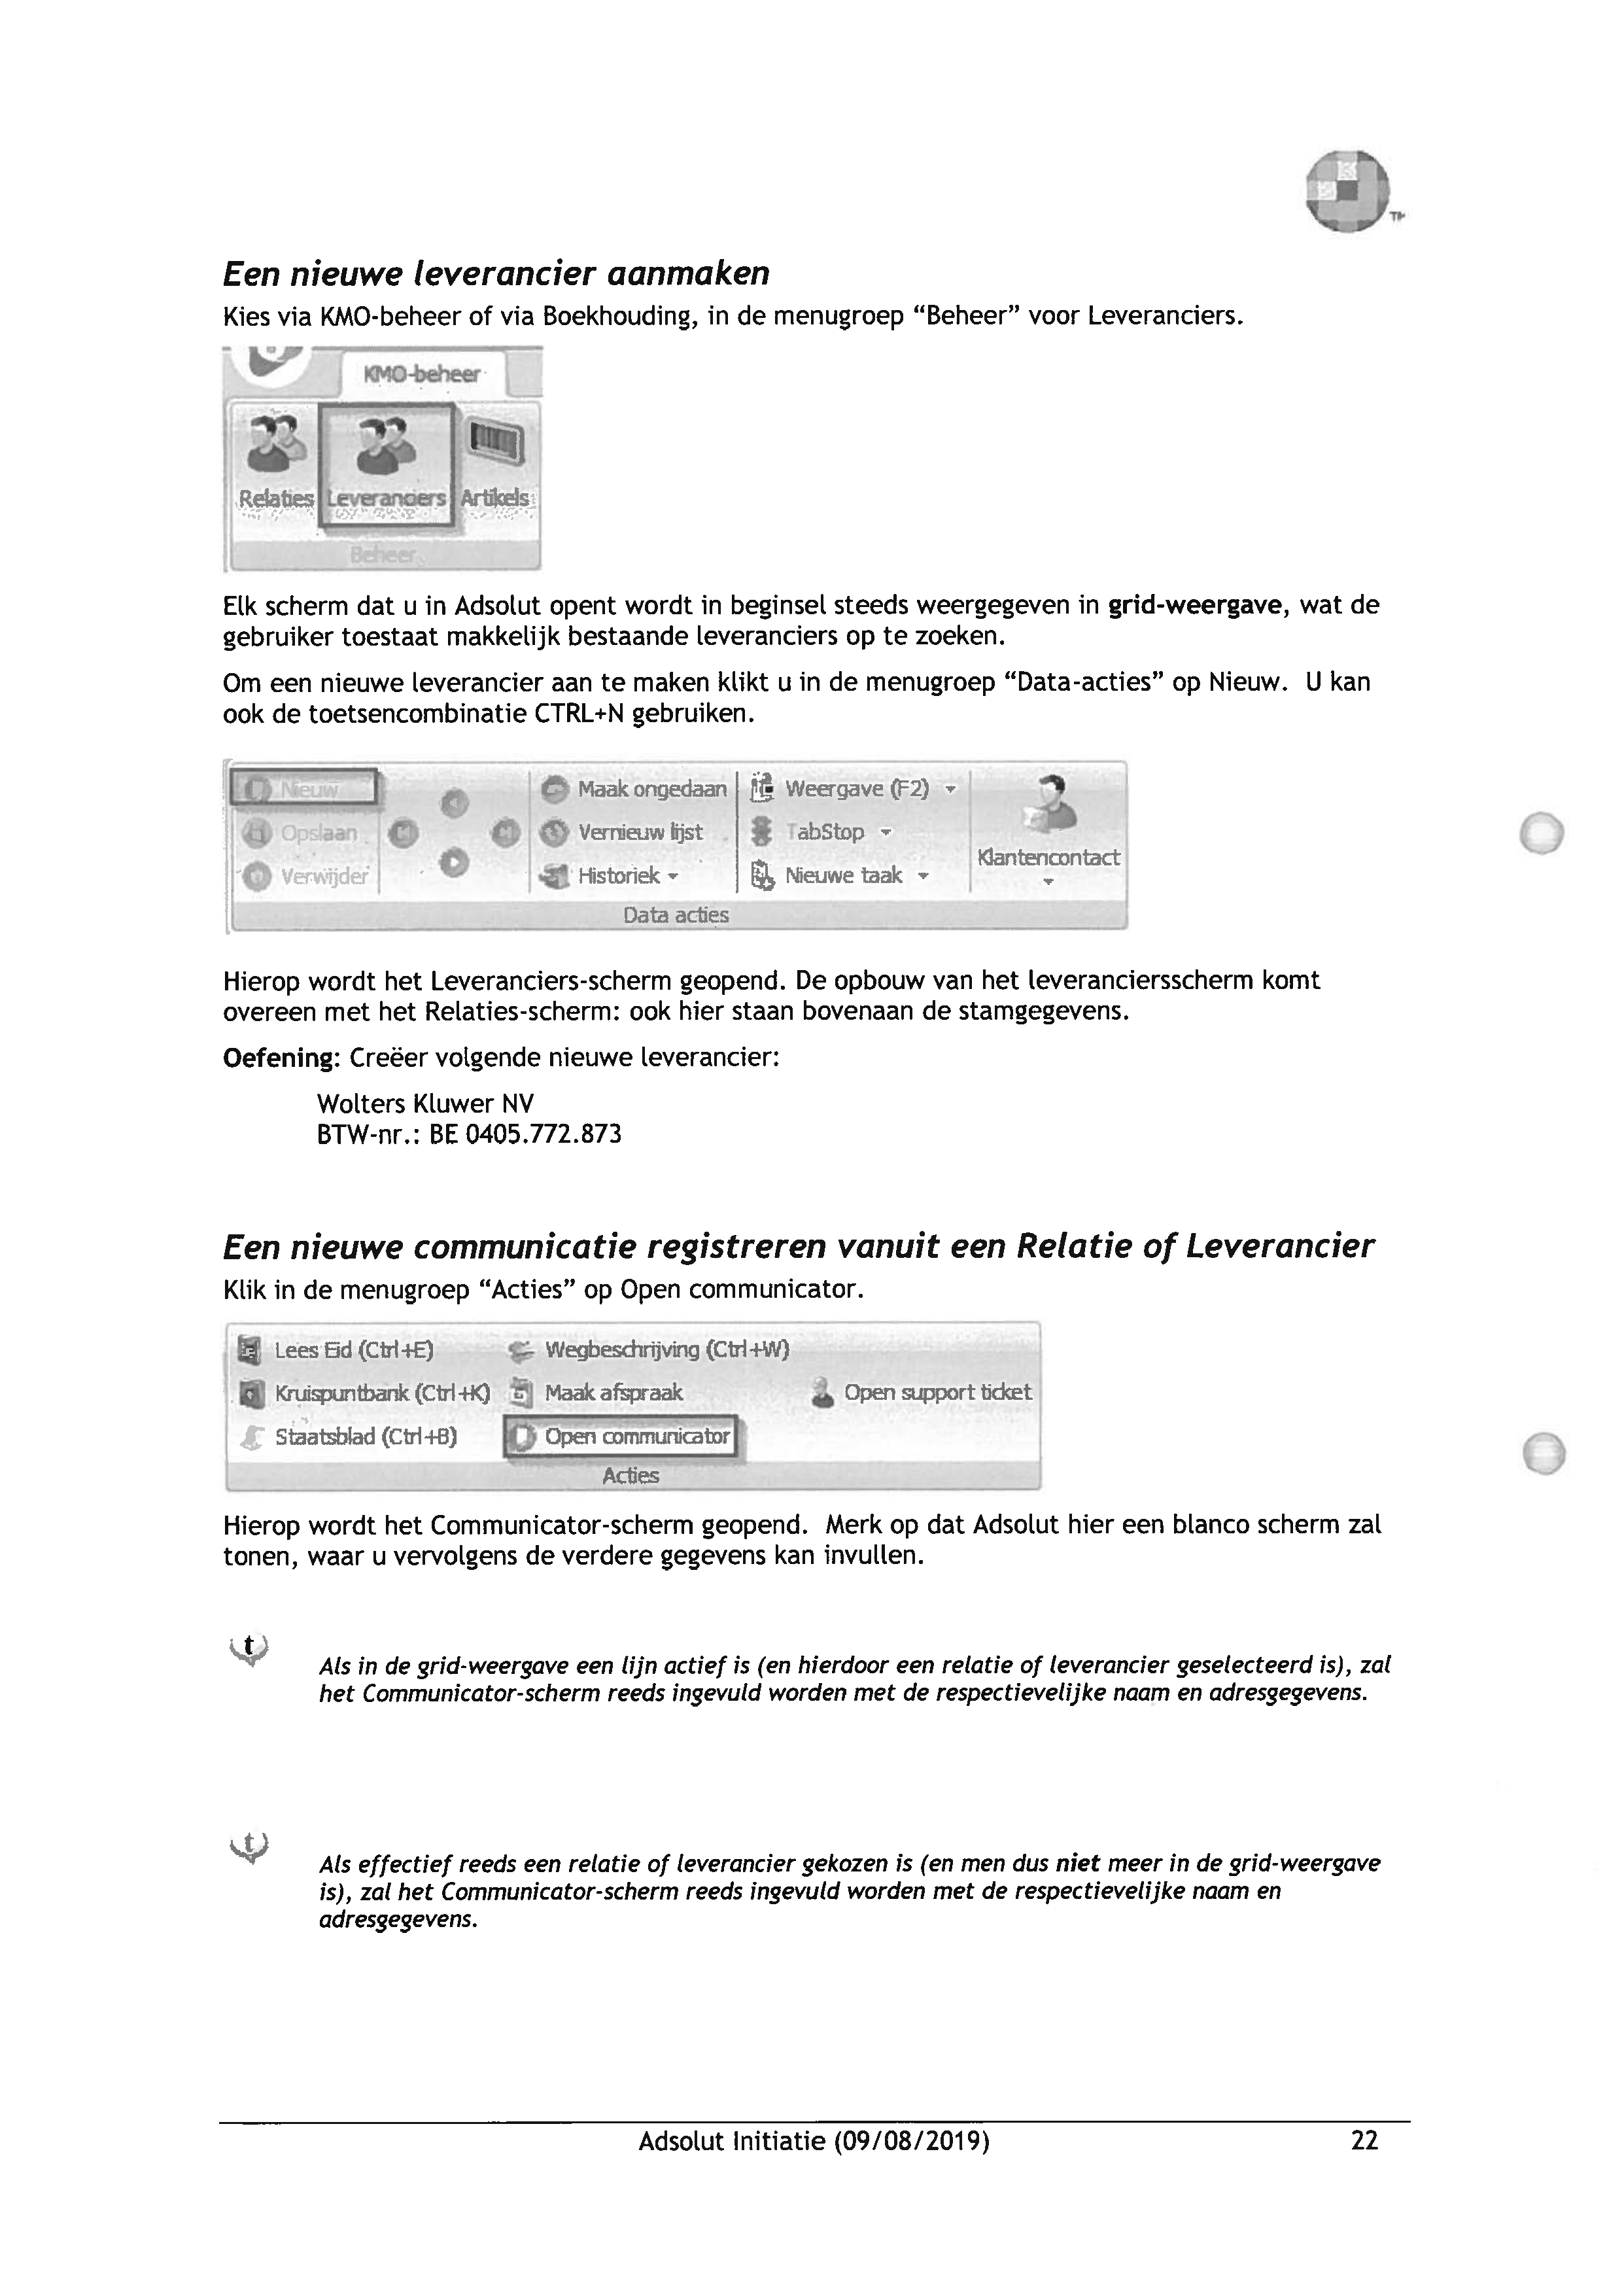 TM
Een nieuwe leverancier aanmaken
Kies via KMO-beheer of via Boekhouding, in de menugroep “Beheer” voor Leveranciers.
KMO-beheer
Relaties Leveranciers Artikels
Beheer
Elk scherm dat u in Adsolut opent wordt in beginsel steeds weergegeven in grid-weergave, wat de
gebruiker toestaat makkelijk bestaande leveranciers op te zoeken.
Om een nieuwe leverancier aan te maken klikt u in de menugroep “Data-acties” op Nieuw. U kan
ook de toetsencombinatie CTRL+N gebruiken.
Nieuw Maak ongedaan Weergave (F2)
Opslaan Vernieuw lijst TabStop
Klantencontact
Verwijder Historiek Nieuwe taak
Data acties
Hierop wordt het Leveranciers-scherm geopend. De opbouw van het leveranciersscherm komt
overeen met het Relaties-scherm: ook hier staan bovenaan de stamgegevens.
Oefening: Creëer volgende nieuwe leverancier:
Wolters Kluwer NV
BTW-nr.: BE 0405.772.873
Een nieuwe communicatie registreren vanuit een Relatie of Leverancier
Klik in de menugroep “Acties” op Open communicator.
Lees Eid (Ctrl+E) Wegbeschrijving (Ctrl+W)
Kruispuntbank (Ctrl+K) Maak afspraak Open support ticket
Staatsblad (Ctrl+B) Open communicator
Acties
Hierop wordt het Communicator-scherm geopend. Merk op dat Adsolut hier een blanco scherm zal
tonen, waar u vervolgens de verdere gegevens kan invullen.
t
Als in de grid-weergave een lijn actief is (en hierdoor een relatie of leverancier geselecteerd is), zal
het Communicator-scherm reeds ingevuld worden met de respectievelijke naam en adresgegevens.
t
Als effectief reeds een relatie of leverancier gekozen is (en men dus niet meer in de grid-weergave
is), zal het Communicator-scherm reeds ingevuld worden met de respectievelijke naam en
adresgegevens.
Adsolut Initiatie (09/08/2019) 22